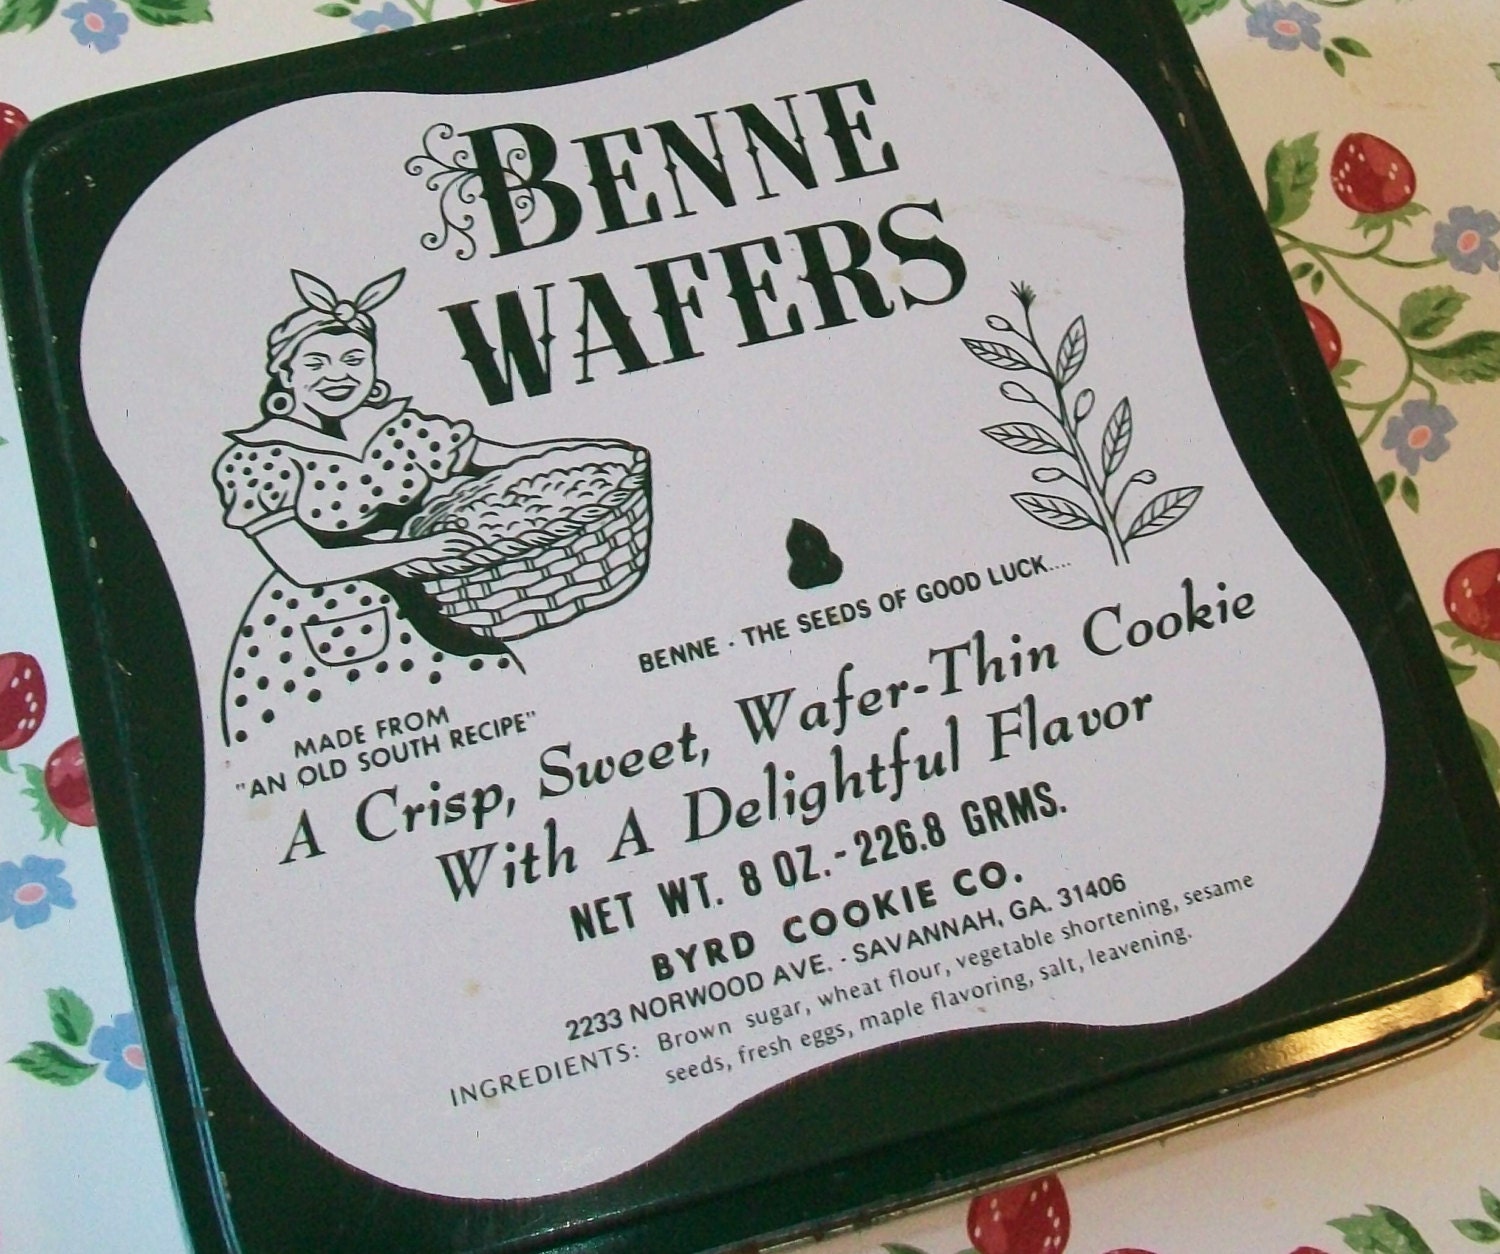 BENNE
WAFERS
BENNE - THE SEEDS OF GOOD LUCK....
MADE FROM
"AN OLD SOUTH RECIPE"
A Crisp, Sweet, Wafer-Thin Cookie
With A Delightful Flavor
NET WT. 8 OZ. - 226.8 GRMS.
BYRD COOKIE CO.
2233 NORWOOD AVE. - SAVANNAH, GA. 31406
INGREDIENTS: Brown sugar, wheat flour, vegetable shortening, sesame
seeds, fresh eggs, maple flavoring, salt, leavening.